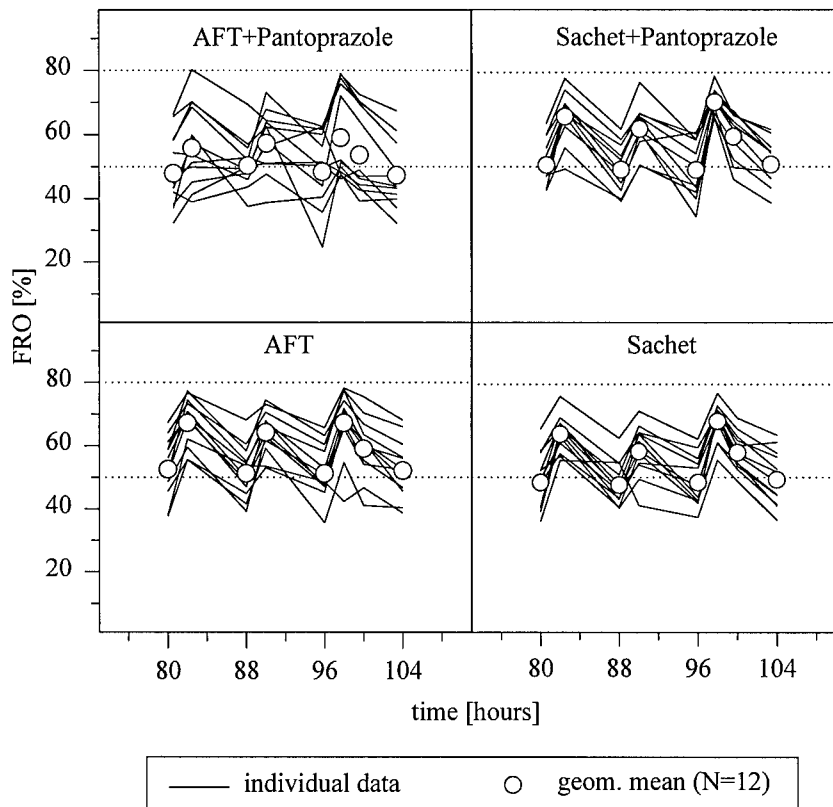 AFT+Pantoprazole
Sachet+Pantoprazole
80
60
40
20
FRO [%]
AFT
Sachet
80
60
40
20
80
88
96
104
80
88
96
104
time [hours]
individual data
geom. mean (N=12)